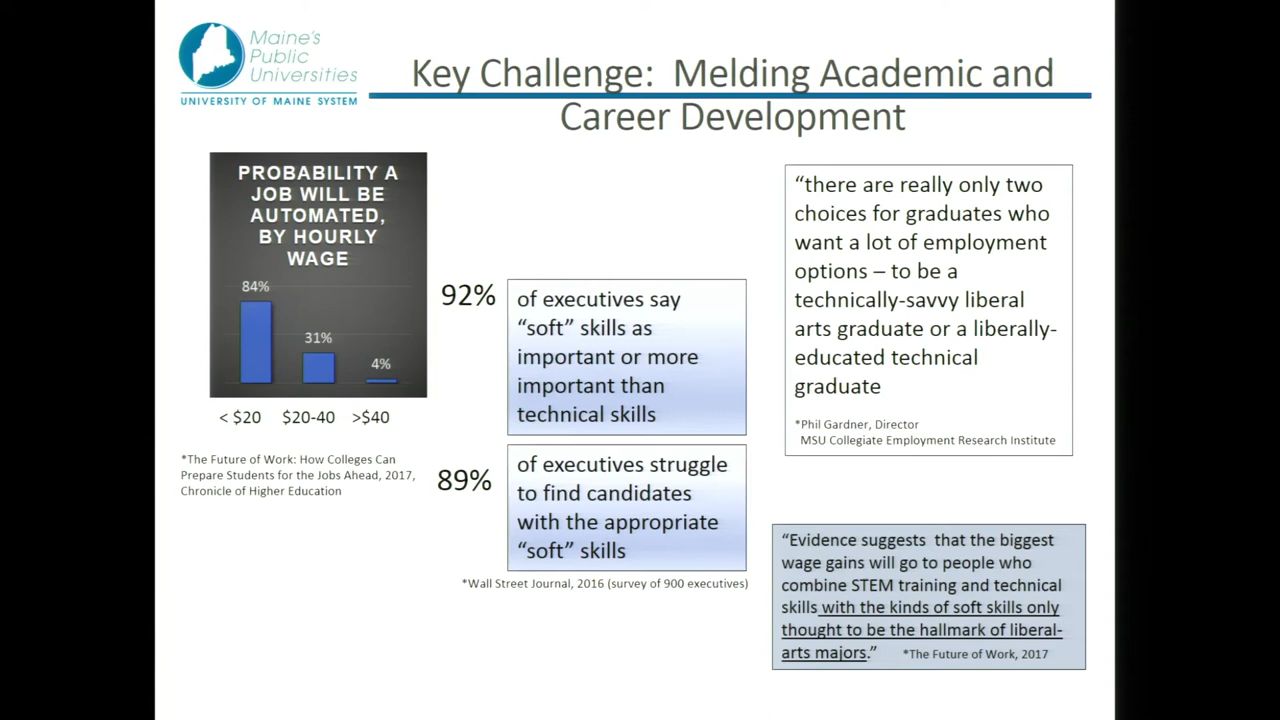 Maine's
Public
Universities
UNIVERSITY OF MAINE SYSTEM
Key Challenge: Melding Academic and
Career Development
PROBABILITY A
JOB WILL BE
AUTOMATED,
BY HOURLY
WAGE
84%
31%
4%
< $20 $20-40 >$40
*The Future of Work: How Colleges Can
Prepare Students for the Jobs Ahead, 2017,
Chronicle of Higher Education
92%
of executives say
“soft” skills as
important or more
important than
technical skills
89%
of executives struggle
to find candidates
with the appropriate
“soft” skills
*Wall Street Journal, 2016 (survey of 900 executives)
“there are really only two
choices for graduates who
want a lot of employment
options – to be a
technically-savvy liberal
arts graduate or a liberally-
educated technical
graduate
*Phil Gardner, Director
MSU Collegiate Employment Research Institute
“Evidence suggests that the biggest
wage gains will go to people who
combine STEM training and technical
skills with the kinds of soft skills only
thought to be the hallmark of liberal-
arts majors.” *The Future of Work, 2017